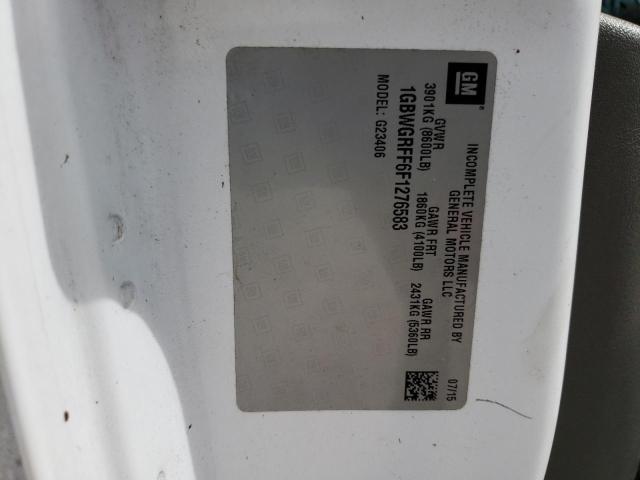 GM
INCOMPLETE VEHICLE MANUFACTURED BY
GENERAL MOTORS LLC
07/15
GVWR GAWR FRT GAWR RR
3901KG (8600LB) 1860KG (4100LB) 2431KG (5360LB)
1GBWGRFF6F1276583
MODEL: G23406